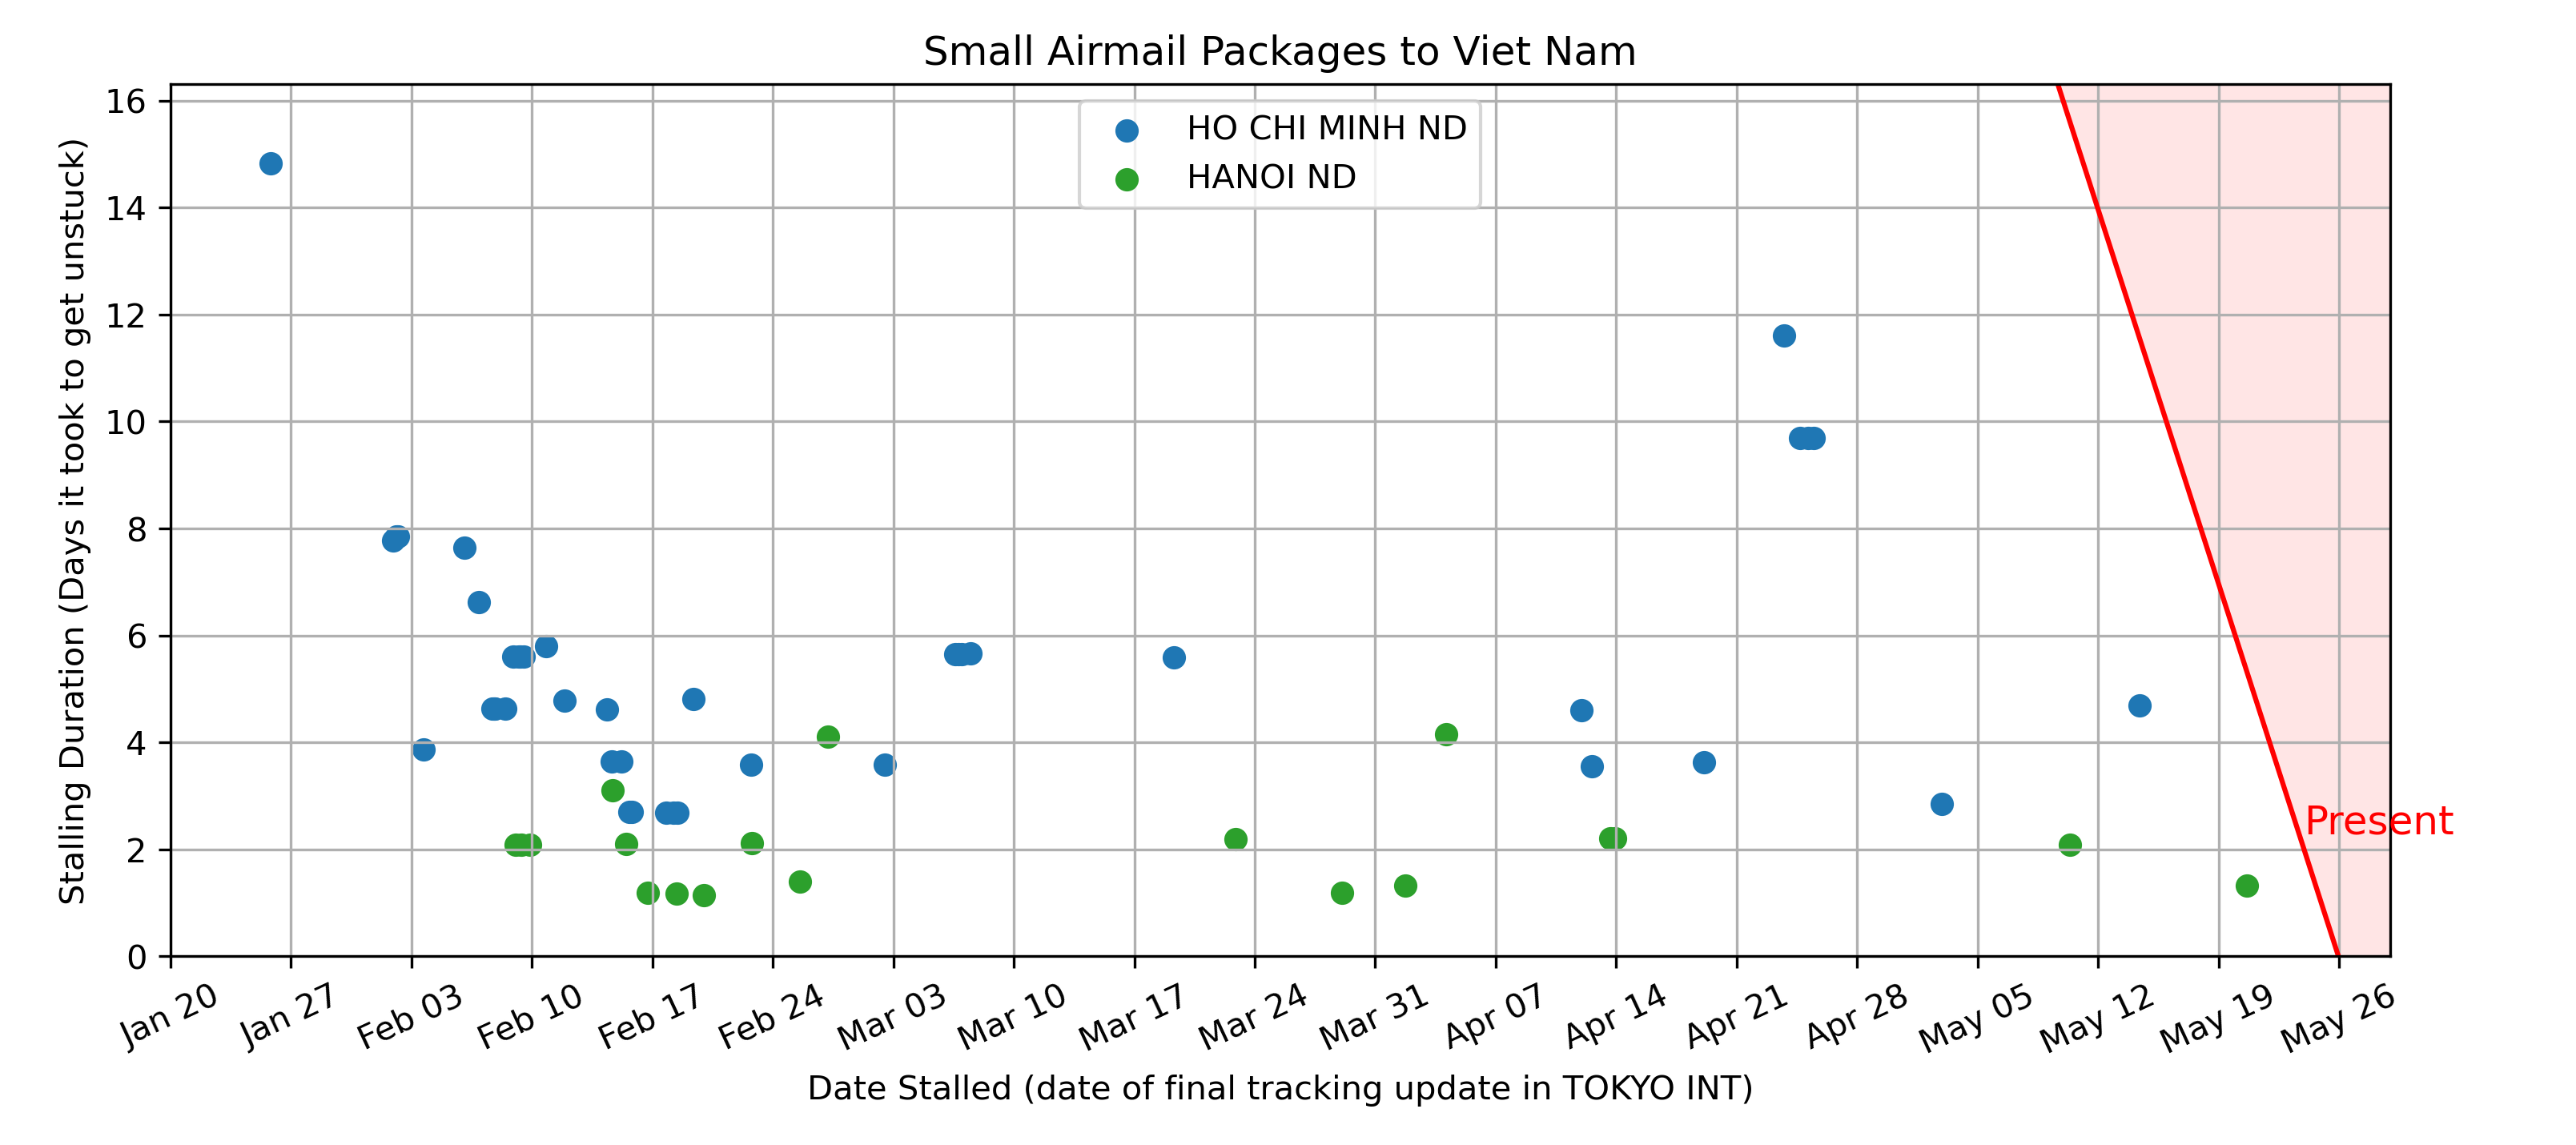 Small Airmail Packages to Viet Nam
HO CHI MINH ND
HANOI ND
Stalling Duration (Days it took to get unstuck)
16
14
12
10
8
6
4
2
0
Present
Jan 20 Jan 27 Feb 03 Feb 10 Feb 17 Feb 24 Mar 03 Mar 10 Mar 17 Mar 24 Mar 31 Apr 07 Apr 14 Apr 21 Apr 28 May 05 May 12 May 19 May 26
Date Stalled (date of final tracking update in TOKYO INT)